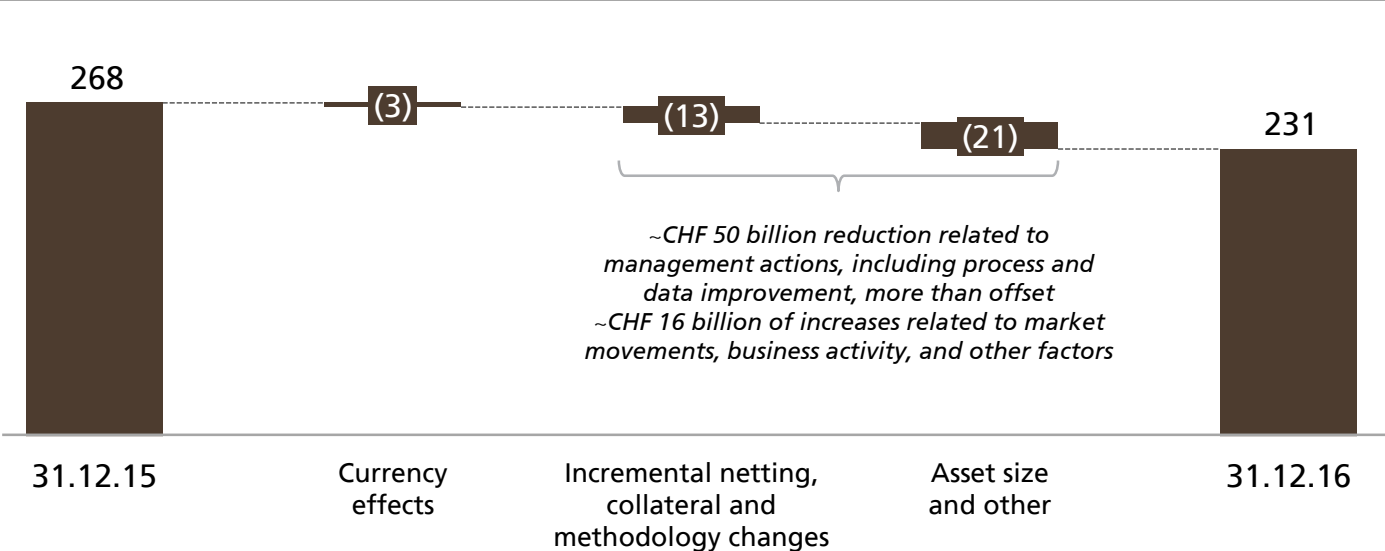 268
(3)
(13)
(21)
231
~CHF 50 billion reduction related to
management actions, including process and
data improvement, more than offset
~CHF 16 billion of increases related to market
movements, business activity, and other factors
31.12.15
Currency
effects
Incremental netting,
collateral and
methodology changes
Asset size
and other
31.12.16